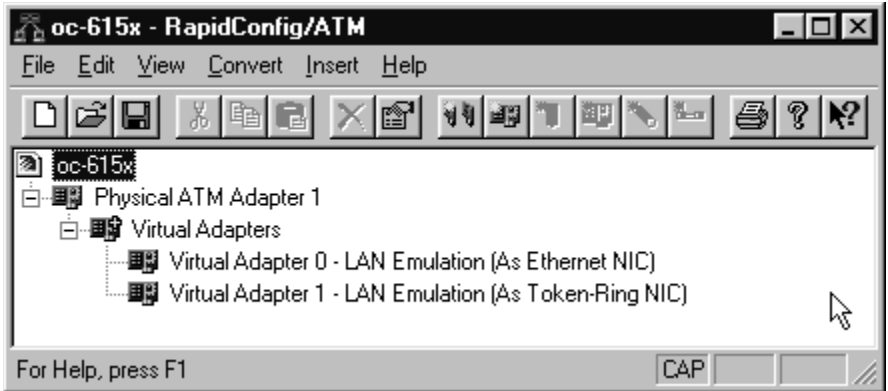 oc-615x - RapidConfig/ATM
File Edit View Convert Insert Help
oc-615x
Physical ATM Adapter 1
Virtual Adapters
Virtual Adapter 0 - LAN Emulation (As Ethernet NIC)
Virtual Adapter 1 - LAN Emulation (As Token-Ring NIC)
For Help, press F1 CAP